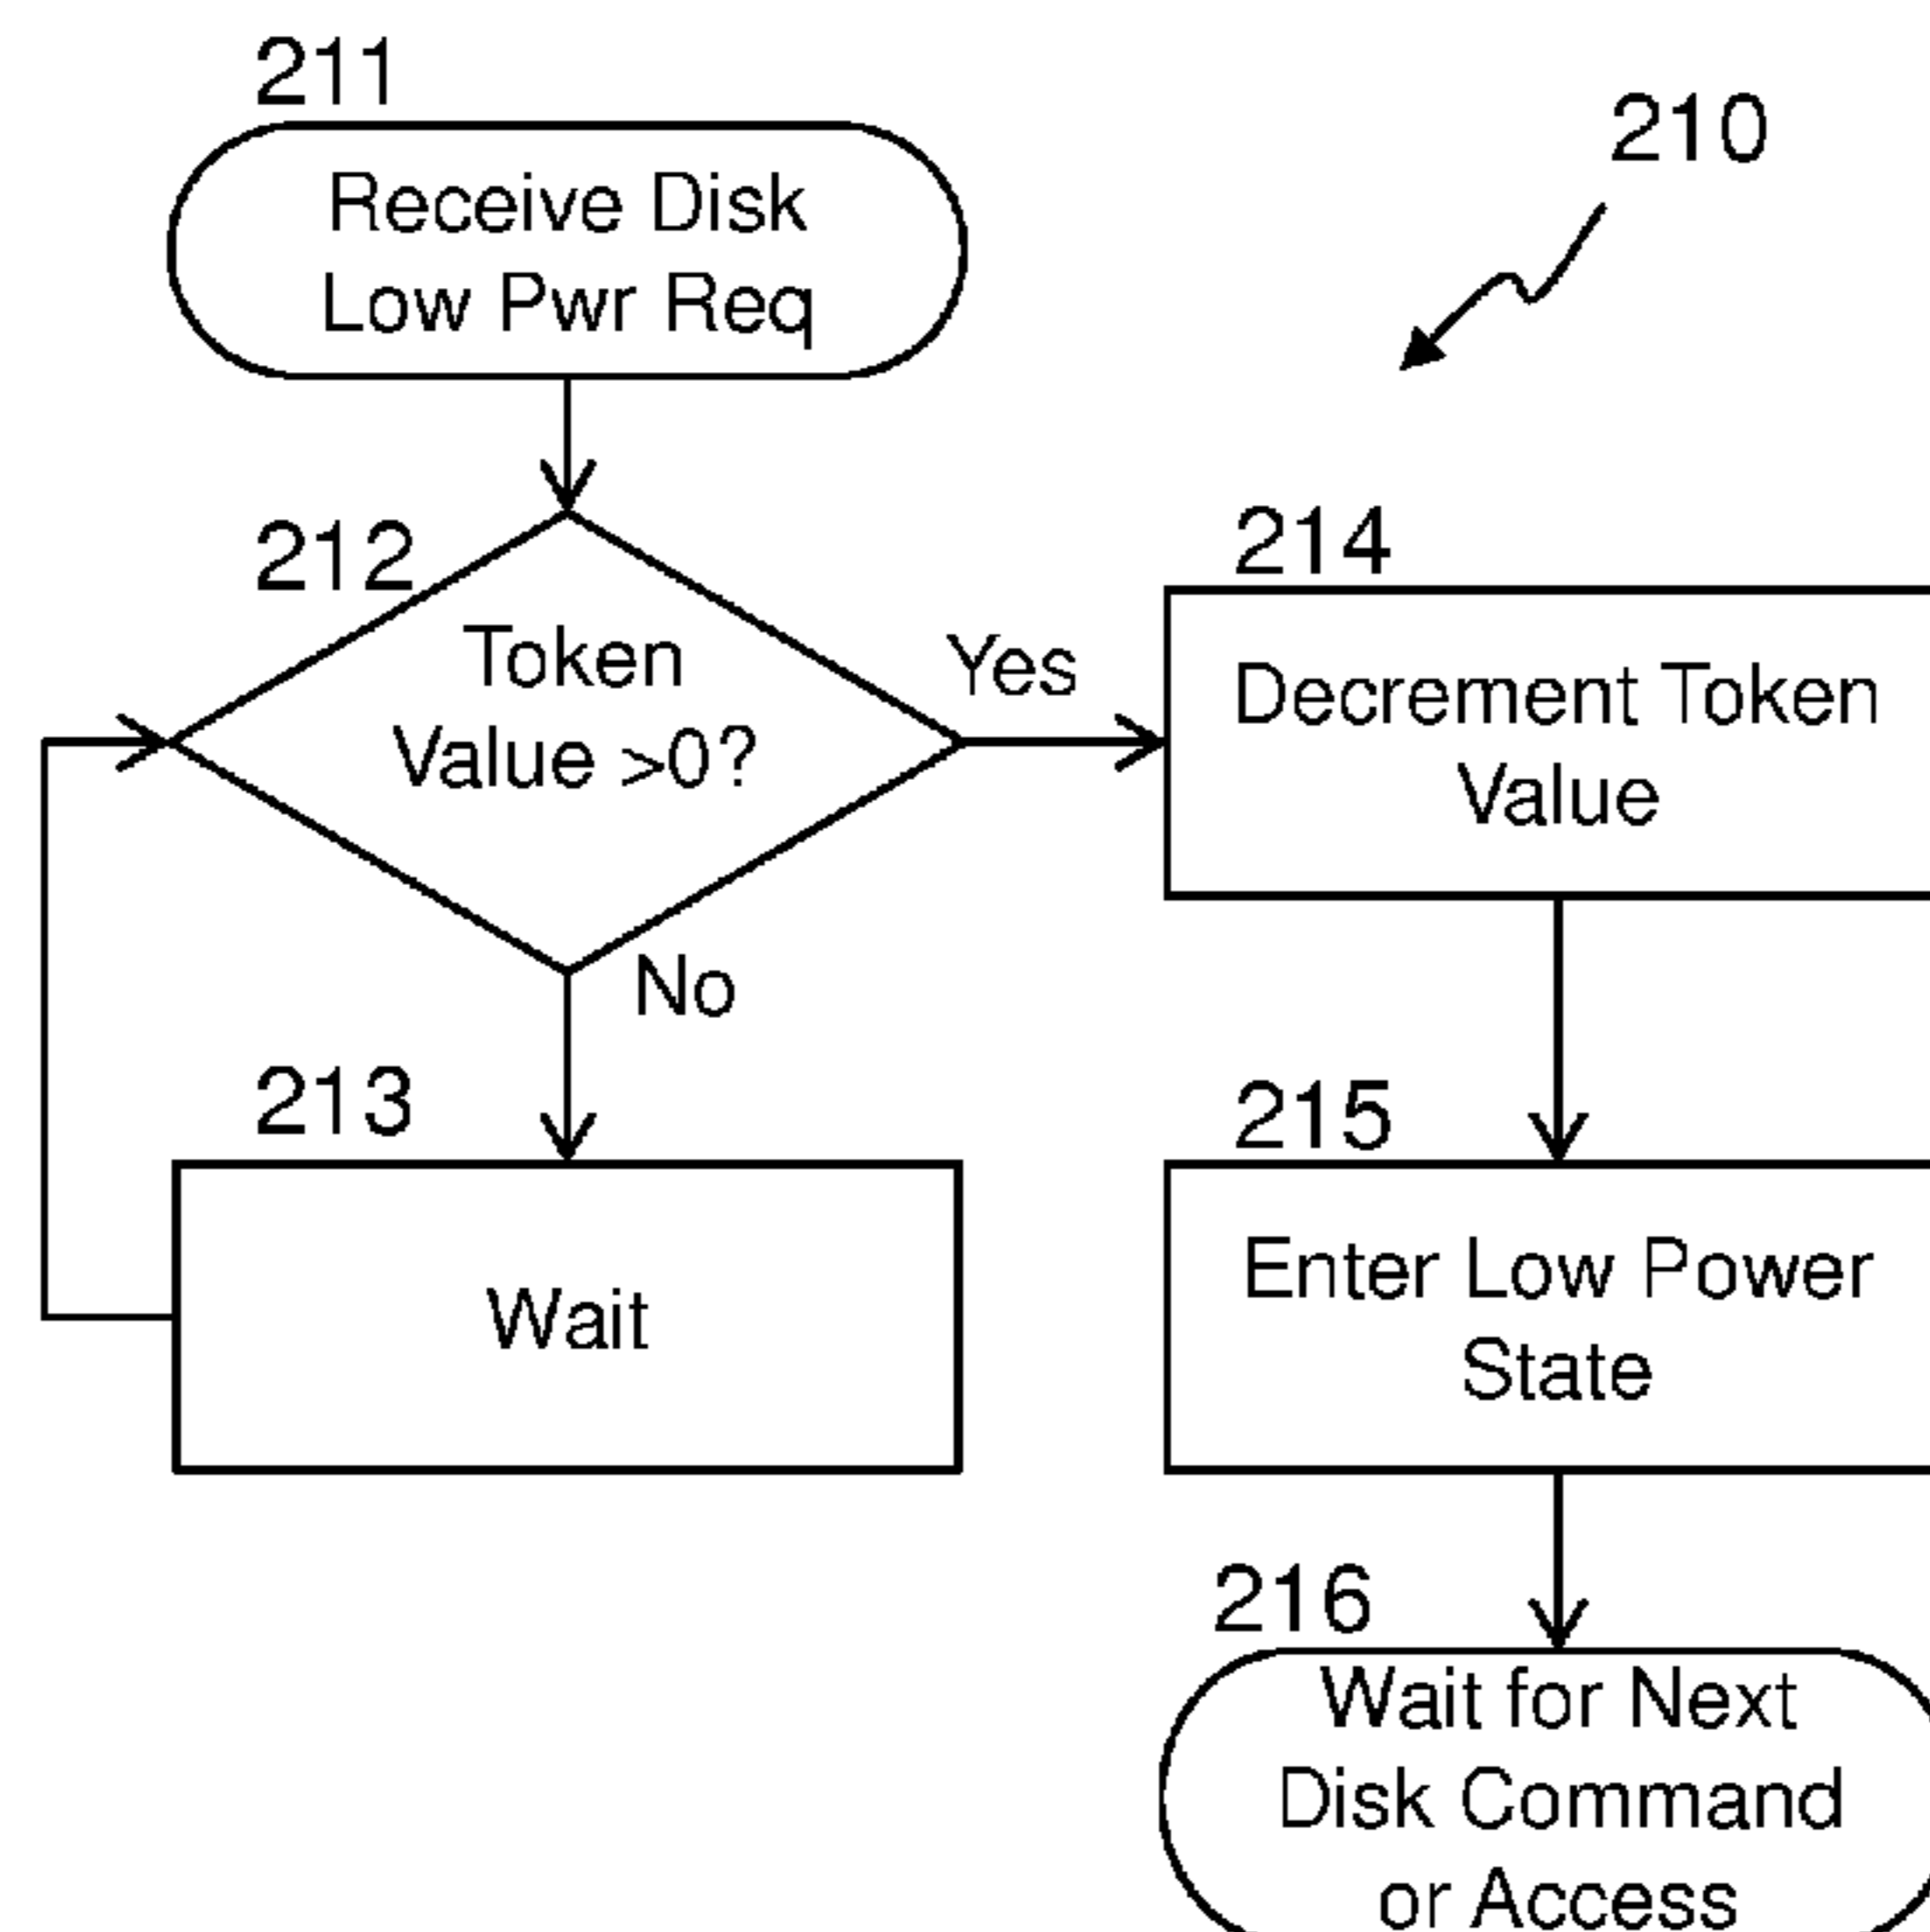 211
Receive Disk
Low Pwr Req
210
212
Token
Value >0?
Yes
No
213
Wait
214
Decrement Token
Value
215
Enter Low Power
State
216
Wait for Next
Disk Command
or Access